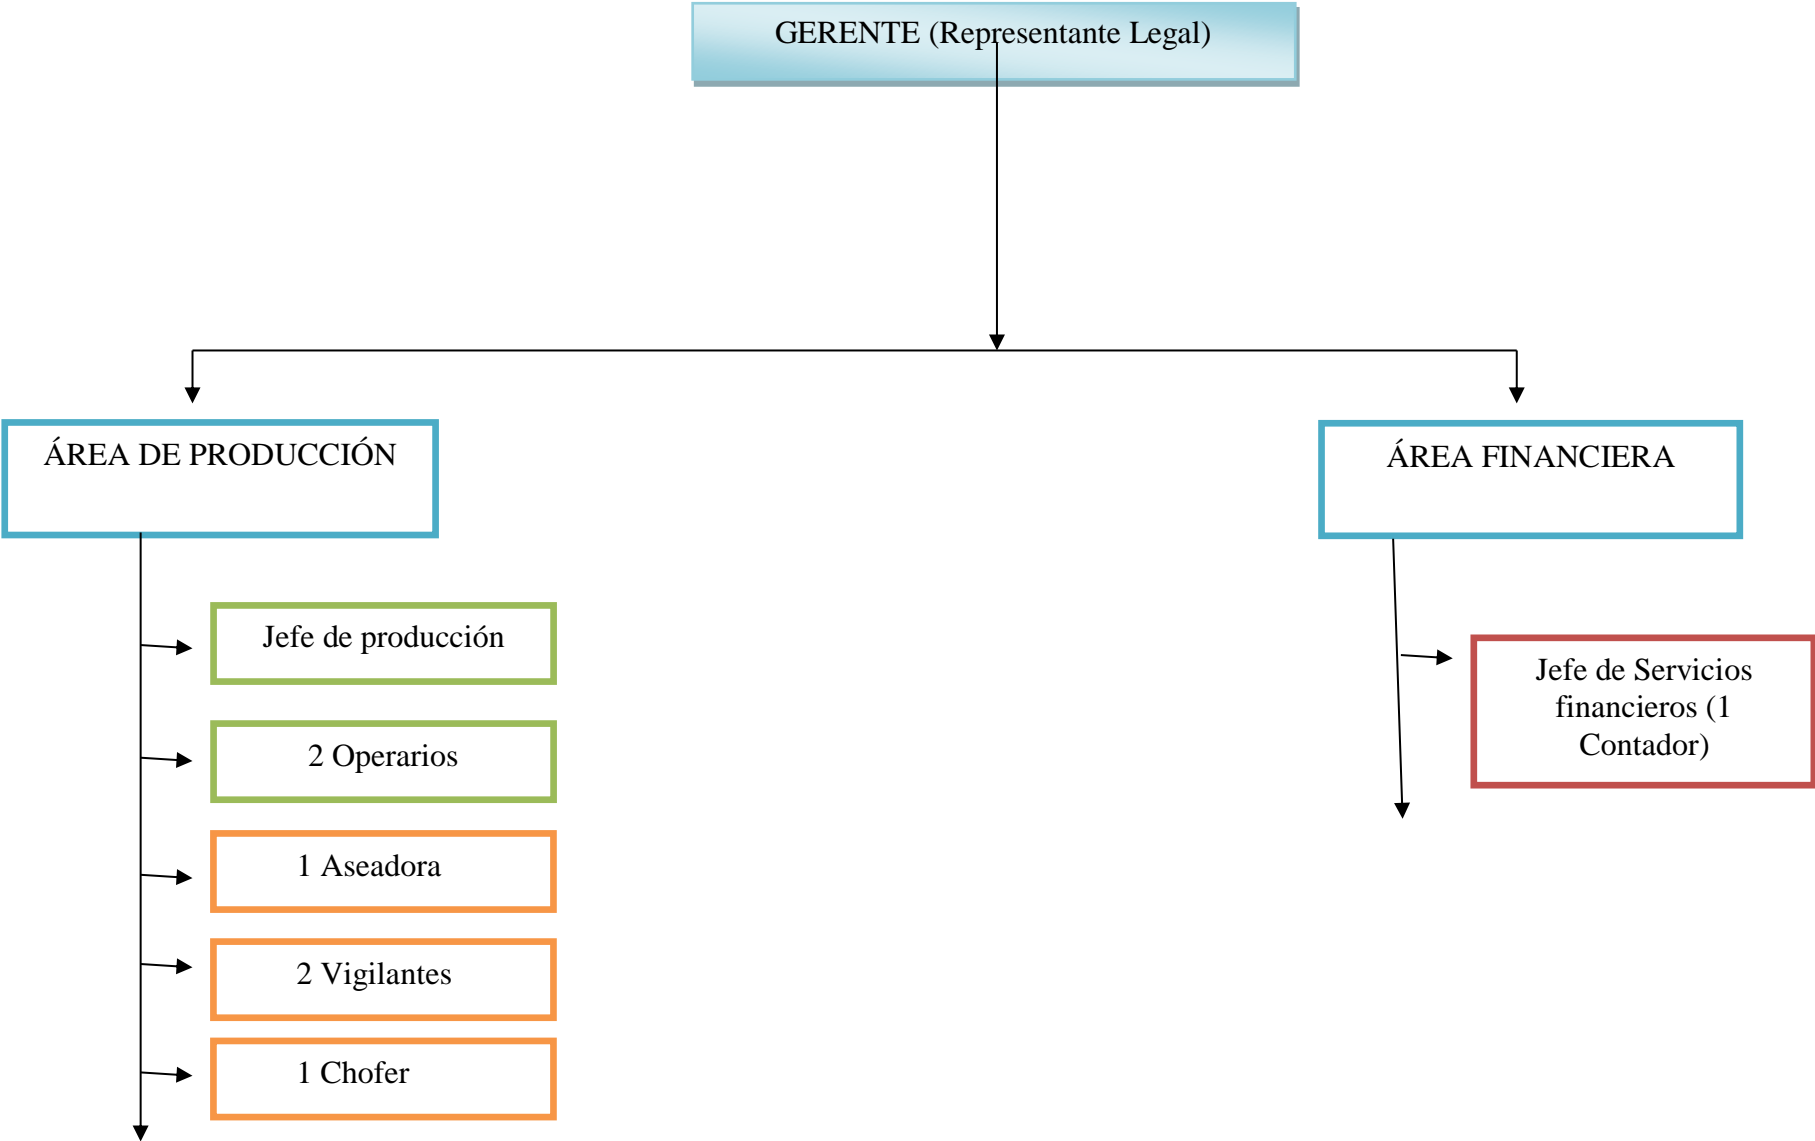 GERENTE (Representante Legal)
ÁREA DE PRODUCCIÓN
ÁREA FINANCIERA
Jefe de producción
2 Operarios
1 Aseadora
2 Vigilantes
1 Chofer
Jefe de Servicios
financieros (1
Contador)